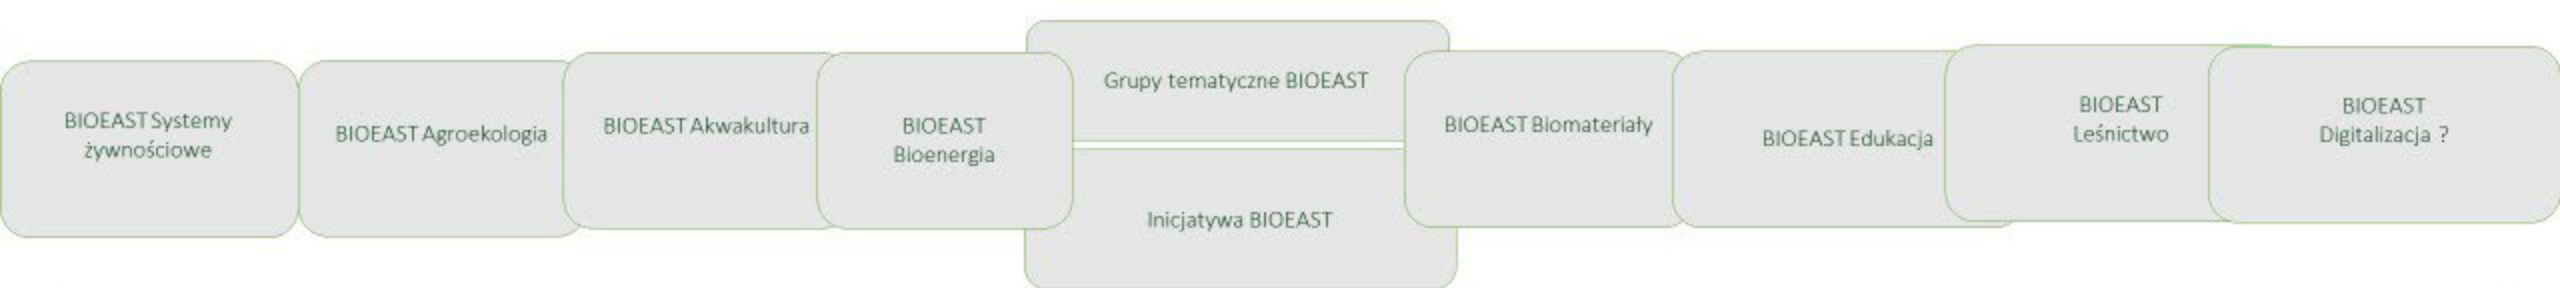 BIOEAST Systemy
żywnościowe
BIOEAST Agroekologia
BIOEAST Akwakultura
BIOEAST
Bioenergia
Grupy tematyczne BIOEAST
Inicjatywa BIOEAST
BIOEAST Biomateriały
BIOEAST Edukacja
BIOEAST
Leśnictwo
BIOEAST
Digitalizacja ?